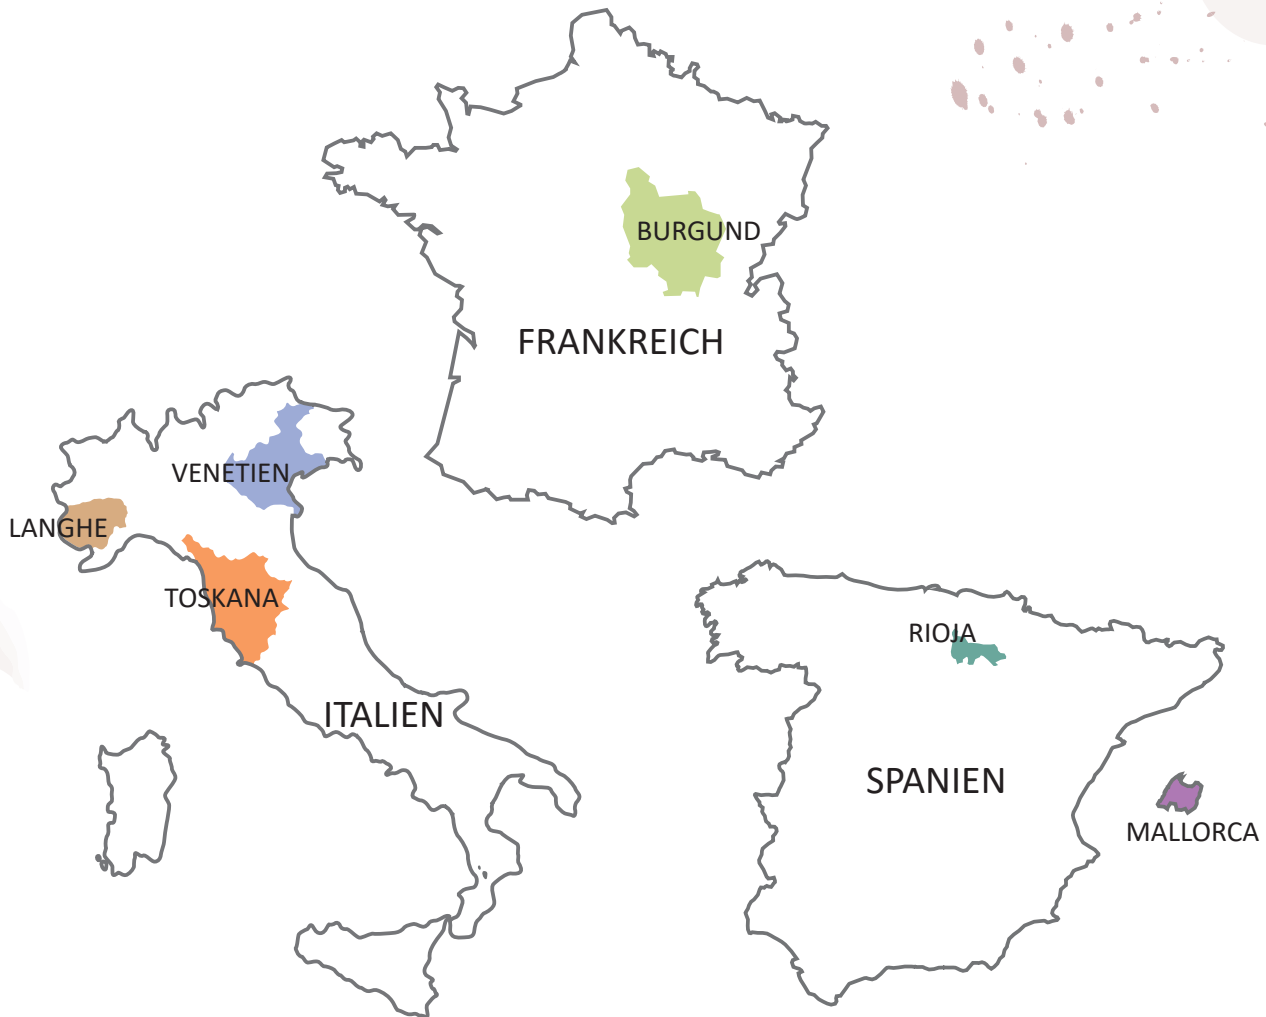 BURGUND
FRANKREICH
VENETIEN
LANGHE
TOSKANA
ITALIEN
RIOJA
SPANIEN
MALLORCA